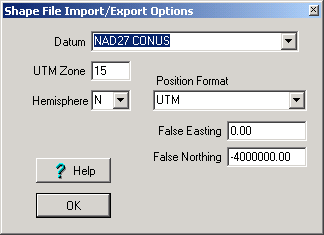 Shape File Import/Export Options
Datum NAD27 CONUS
UTM Zone 15
Position Format
Hemisphere N UTM
False Easting 0.00
False Northing -4000000.00
? Help
OK